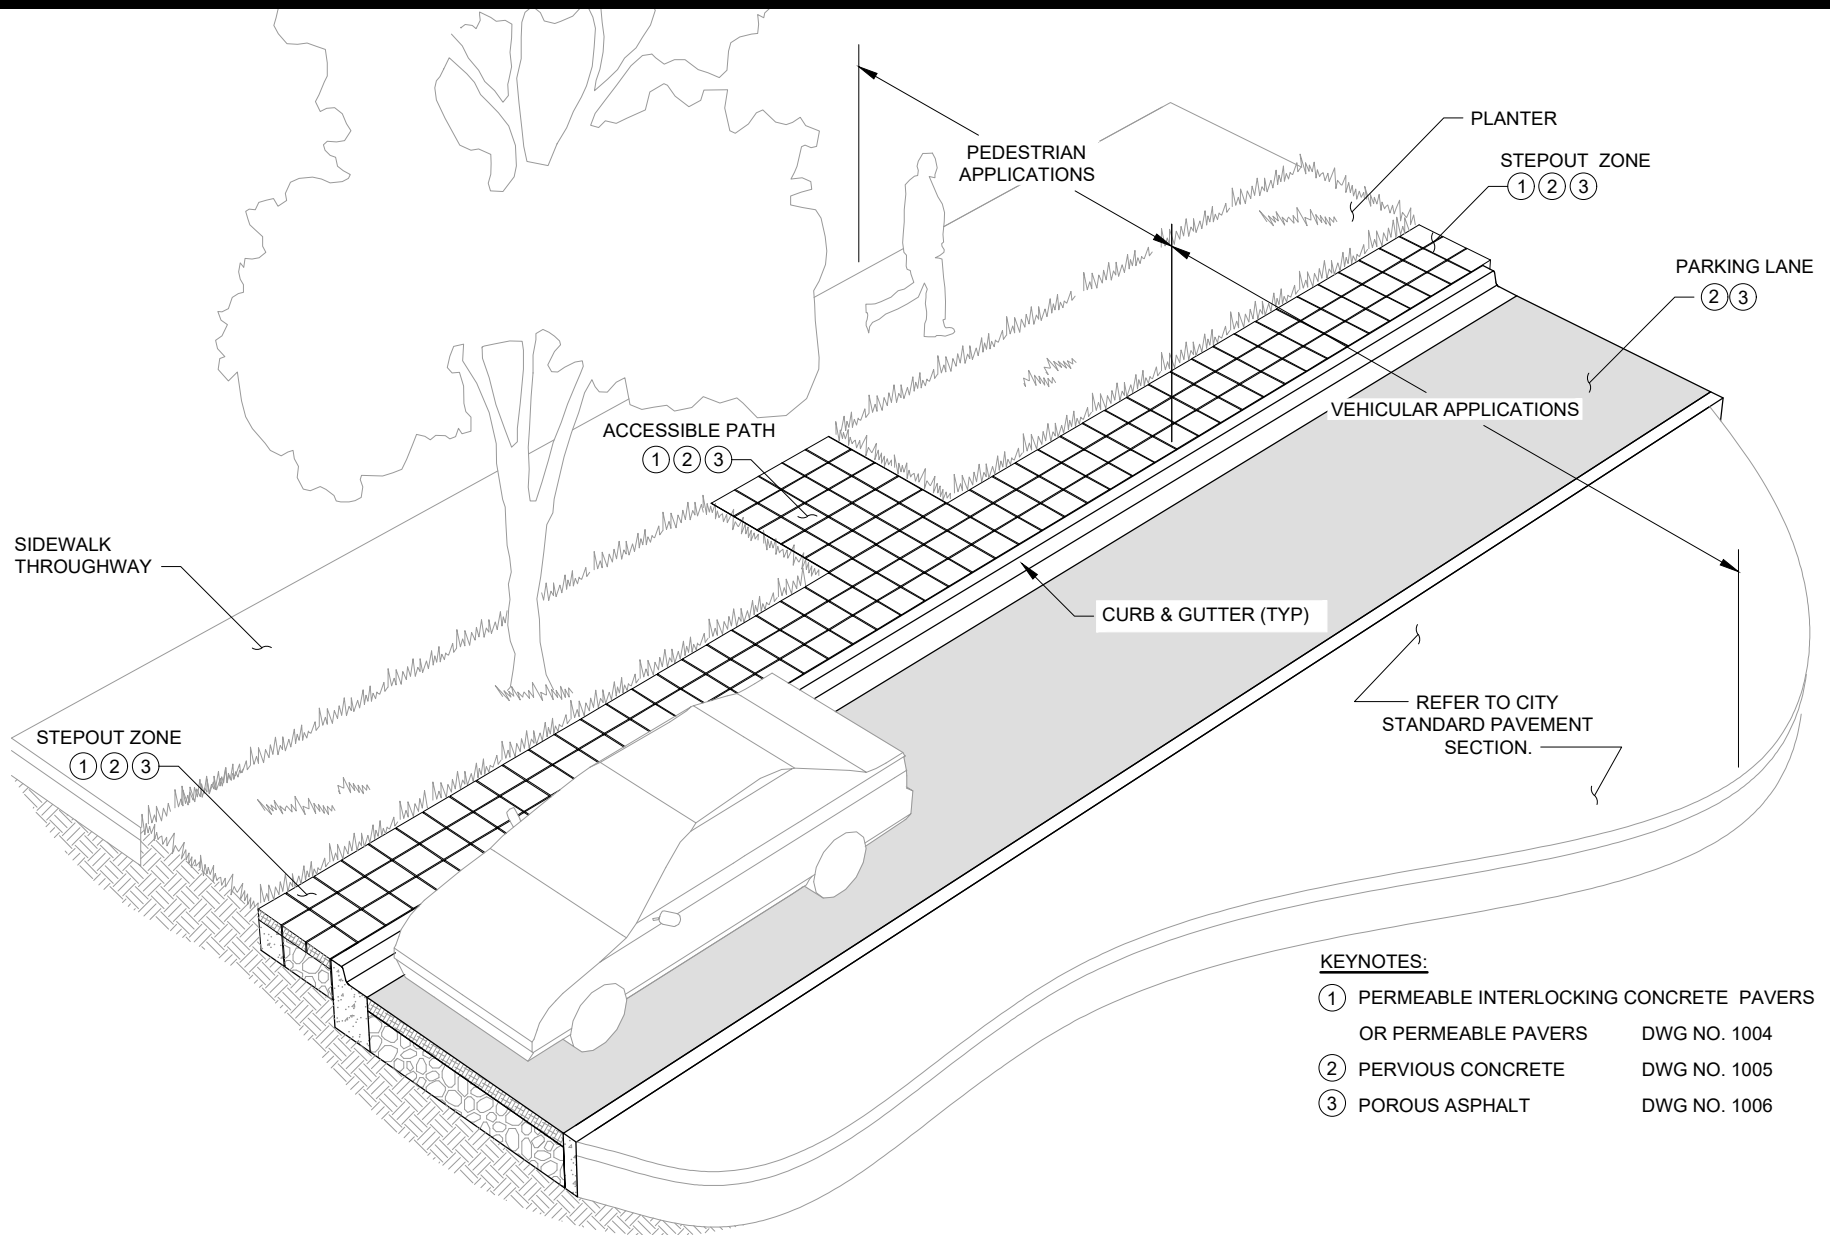 PLANTER
PEDESTRIAN
APPLICATIONS
STEPOUT ZONE
1 2 3
PARKING LANE
2 3
VEHICULAR APPLICATIONS
ACCESSIBLE PATH
1 2 3
SIDEWALK
THROUGHWAY
CURB & GUTTER (TYP)
REFER TO CITY
STANDARD PAVEMENT
SECTION.
STEPOUT ZONE
1 2 3
KEYNOTES:
1 PERMEABLE INTERLOCKING CONCRETE PAVERS
OR PERMEABLE PAVERS DWG NO. 1004
2 PERVIOUS CONCRETE DWG NO. 1005
3 POROUS ASPHALT DWG NO. 1006